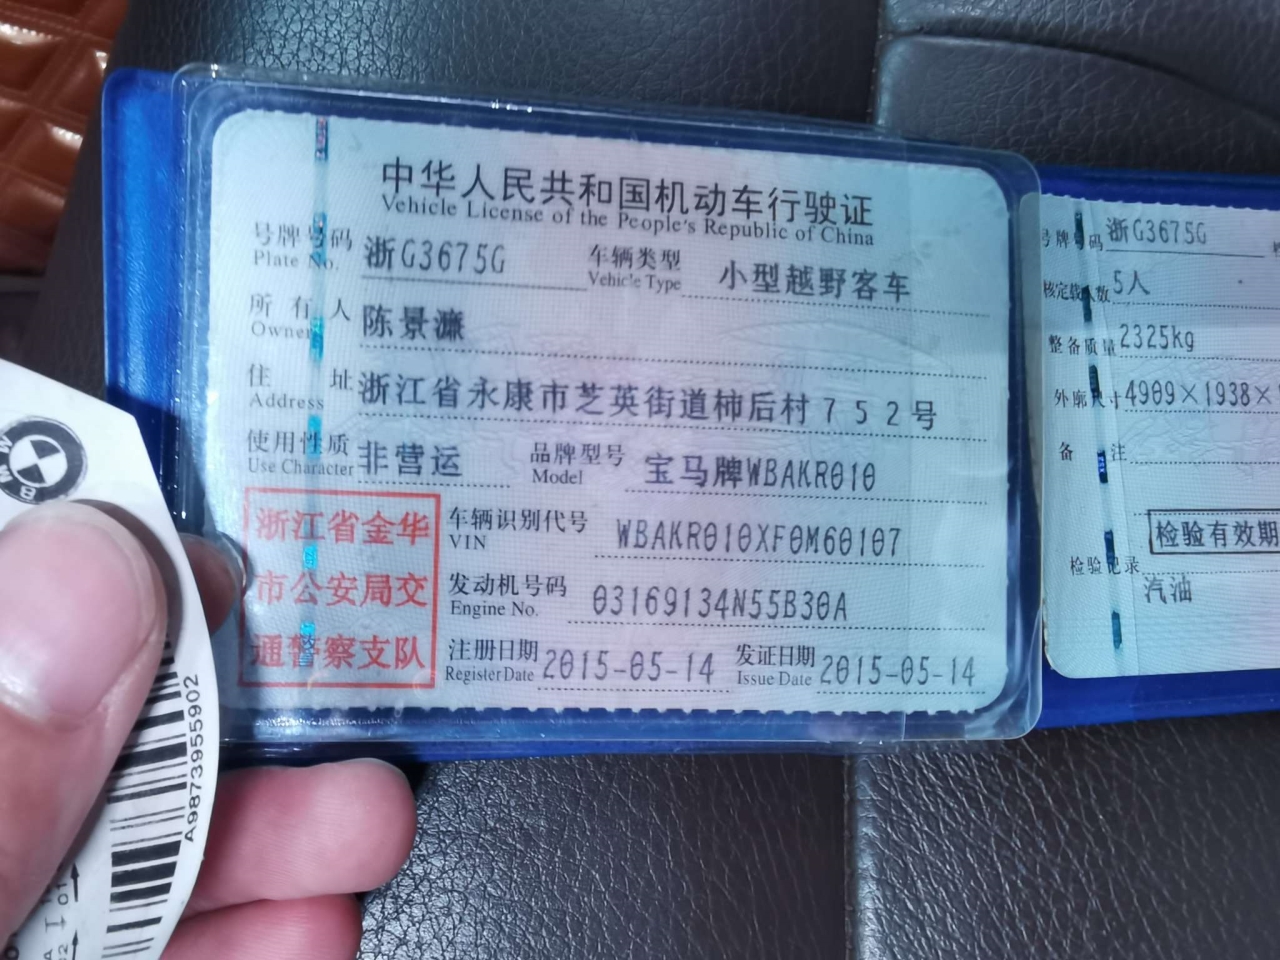 中华人民共和国机动车行驶证
Vehicle License of the People's Republic of China
号牌号码 浙G3675G 车辆类型 小型越野客车
Plate No. Vehicle Type
所有人 陈景濂
Owner
住址 浙江省永康市芝英街道柿后村752号
Address
使用性质 非营运 品牌型号 宝马牌WBAKR010
Use Character Model
浙江省金华
市公安局交
通警察支队
车辆识别代号 WBAKR010XF0M60107
VIN
发动机号码 03169134N55B30A
Engine No.
注册日期 2015-05-14 发证日期 2015-05-14
Register Date Issue Date
号牌号码 浙G3675G
核定载人数 5人
整备质量 2325kg
外廓尺寸 4909×1938×
备注
检验有效期
检验记录
汽油
BMW
A9873955902